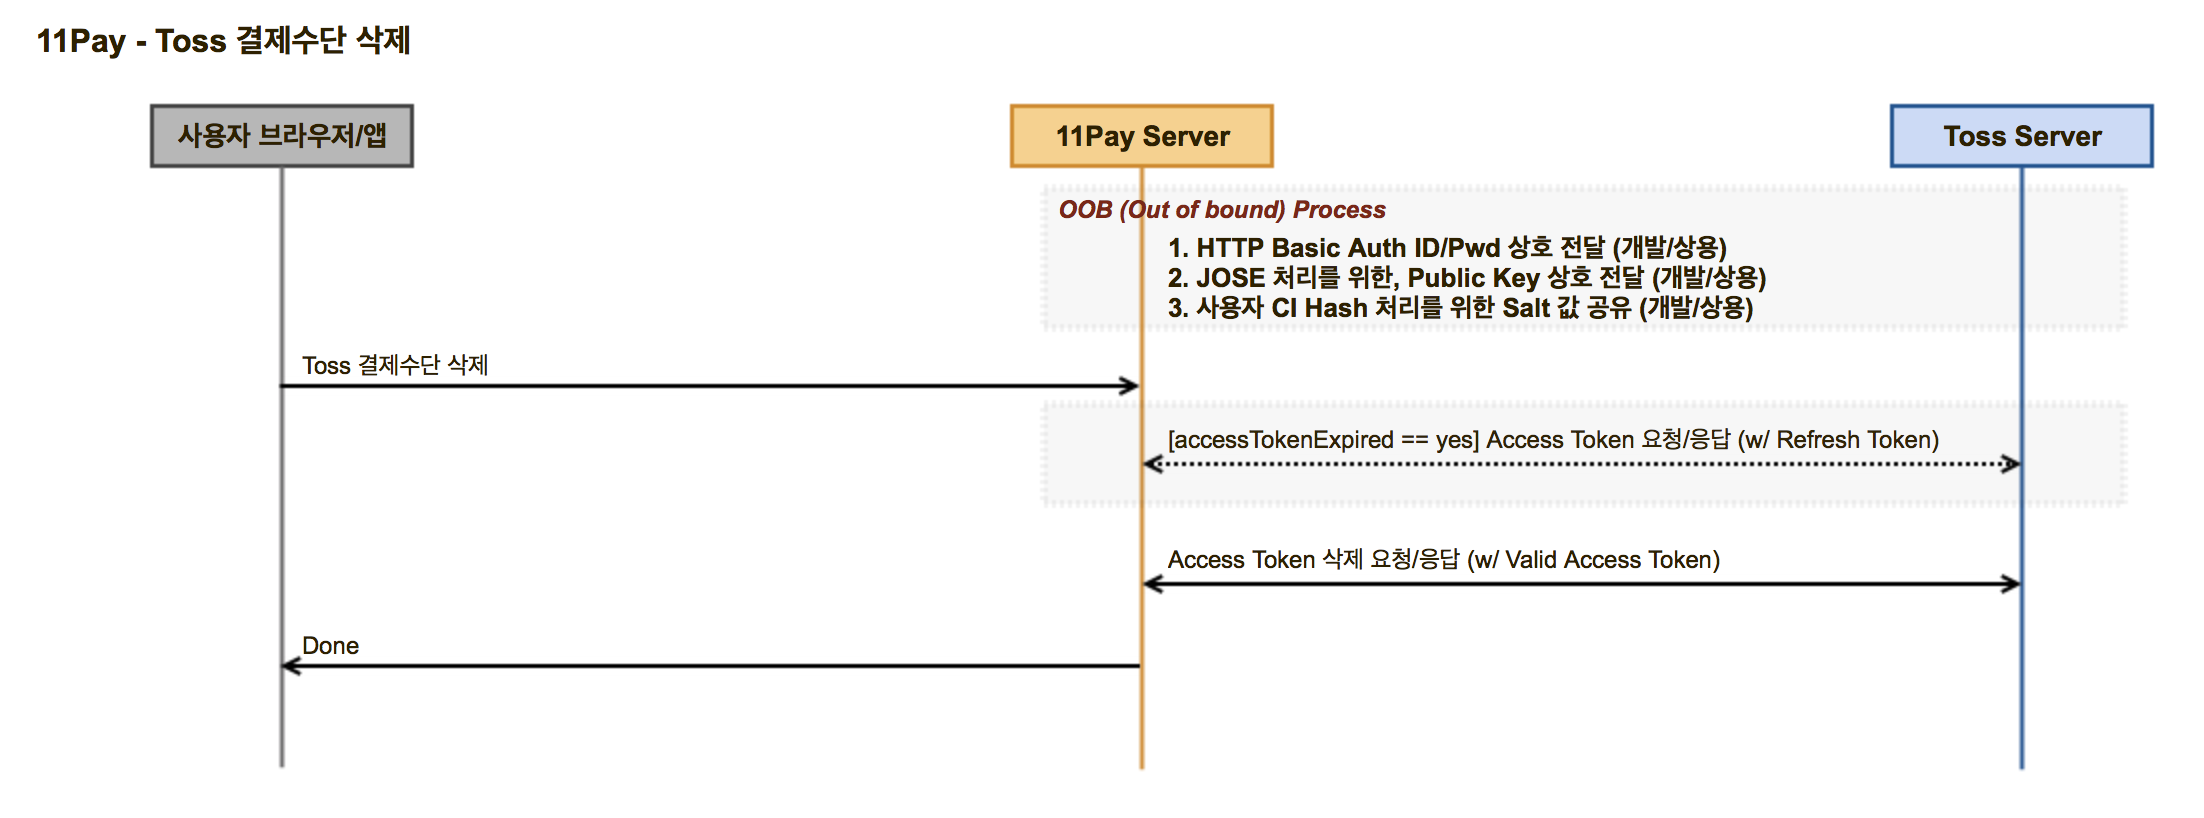 11Pay - Toss 결제수단 삭제
사용자 브라우저/앱
11Pay Server
Toss Server
OOB (Out of bound) Process
1. HTTP Basic Auth ID/Pwd 상호 전달 (개발/상용)
2. JOSE 처리를 위한, Public Key 상호 전달 (개발/상용)
3. 사용자 CI Hash 처리를 위한 Salt 값 공유 (개발/상용)
Toss 결제수단 삭제
[accessTokenExpired == yes] Access Token 요청/응답 (w/ Refresh Token)
Access Token 삭제 요청/응답 (w/ Valid Access Token)
Done